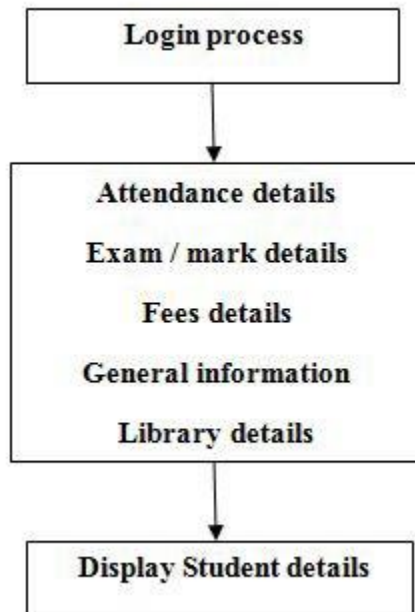 Login process
Attendance details
Exam / mark details
Fees details
General information
Library details
Display Student details